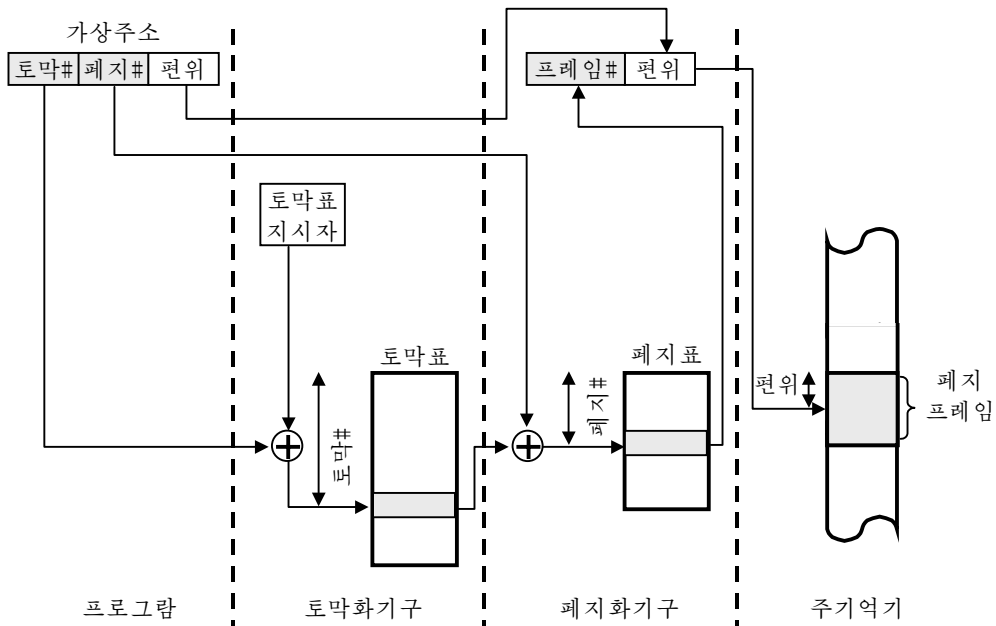 가상주소
토막# 페지# 편위
프레임# 편위
토막표
지시자
토막표
토막#
페지표
페지#
편위
페지
프레임
프로그람
토막화기구
페지화기구
주기억기